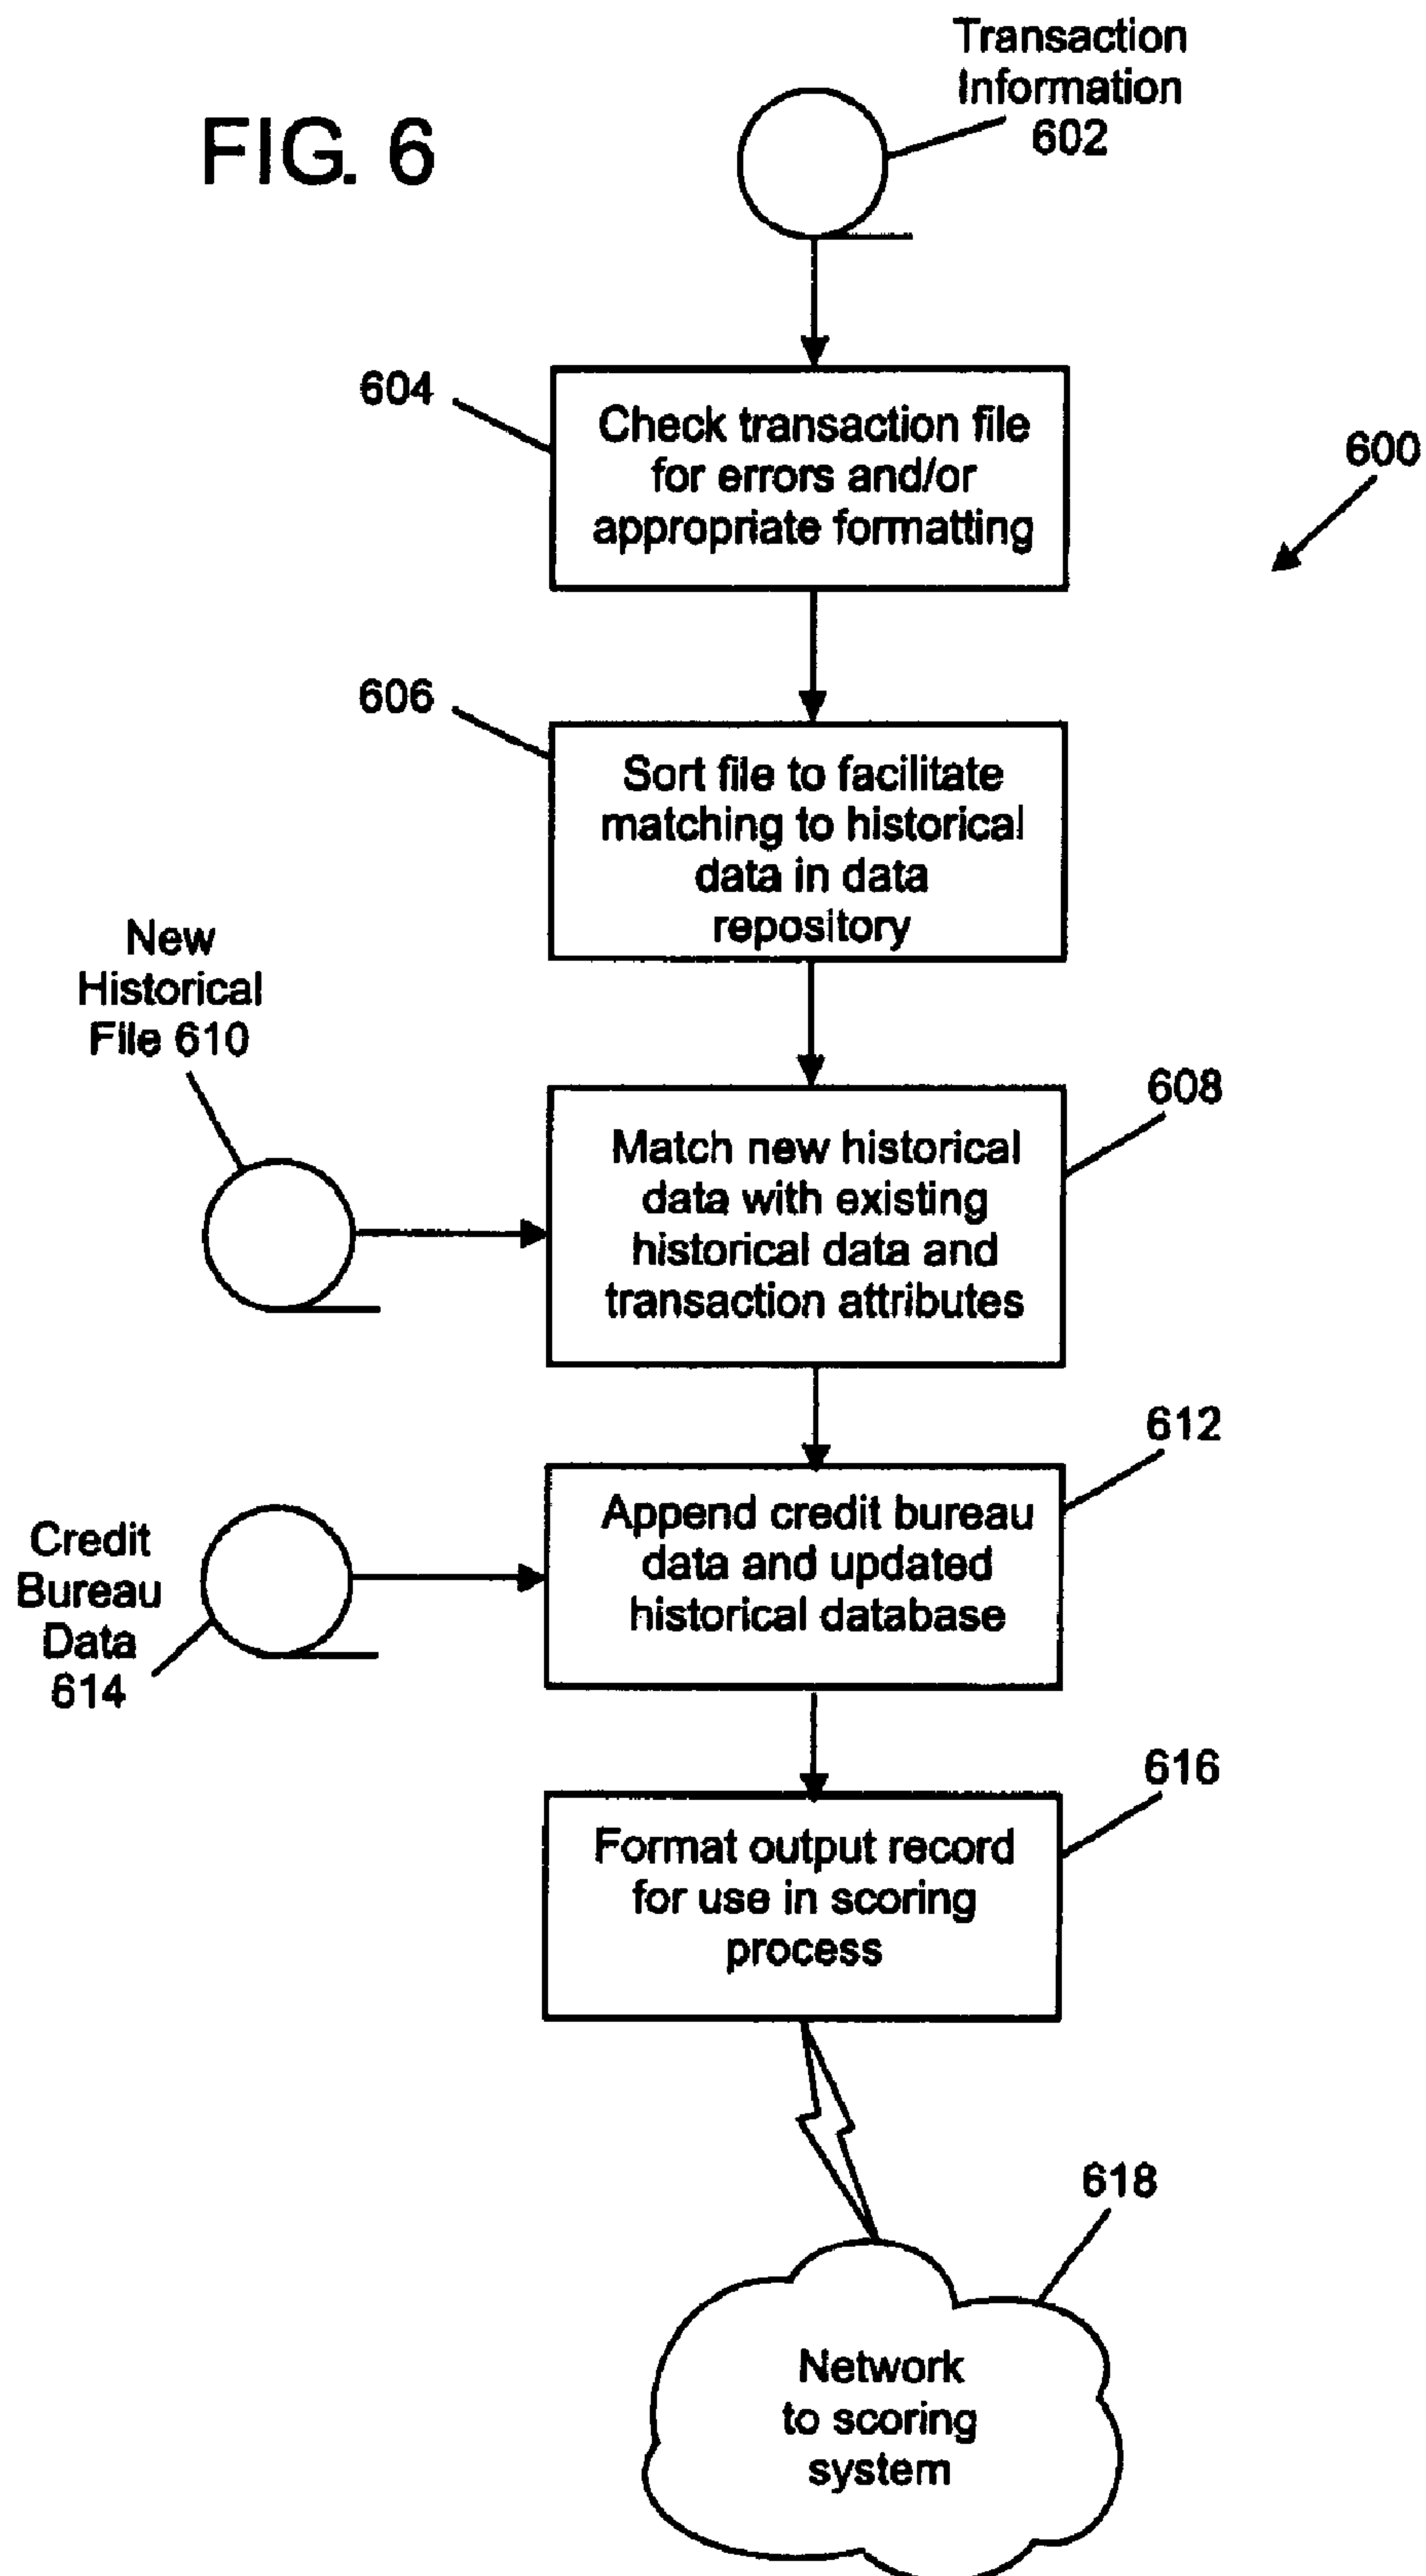 FIG. 6
Transaction
Information
602
604
Check transaction file
for errors and/or
appropriate formatting
600
606
Sort file to facilitate
matching to historical
data in data
repository
New
Historical
File 610
608
Match new historical
data with existing
historical data and
transaction attributes
612
Credit
Bureau
Data
614
Append credit bureau
data and updated
historical database
616
Format output record
for use in scoring
process
618
Network
to scoring
system